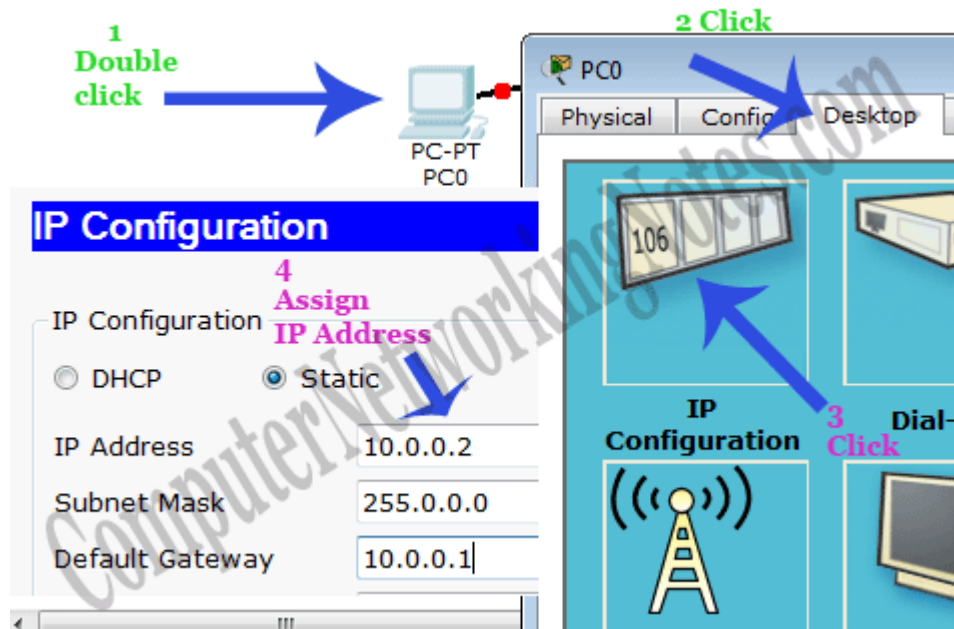 1
Double
click
2 Click
PC-PT
PC0
PC0
Physical
Config
Desktop
106
IP
Configuration
3
Click
Dial-
IP Configuration
4
Assign
IP Address
IP Configuration
DHCP
Static
IP Address
10.0.0.2
Subnet Mask
255.0.0.0
Default Gateway
10.0.0.1
ComputerNetworkingNotes.com